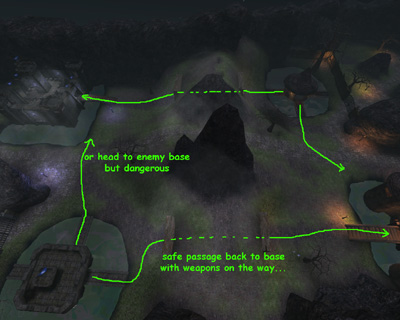 or head to enemy base
but dangerous
safe passage back to base
with weapons on the way...